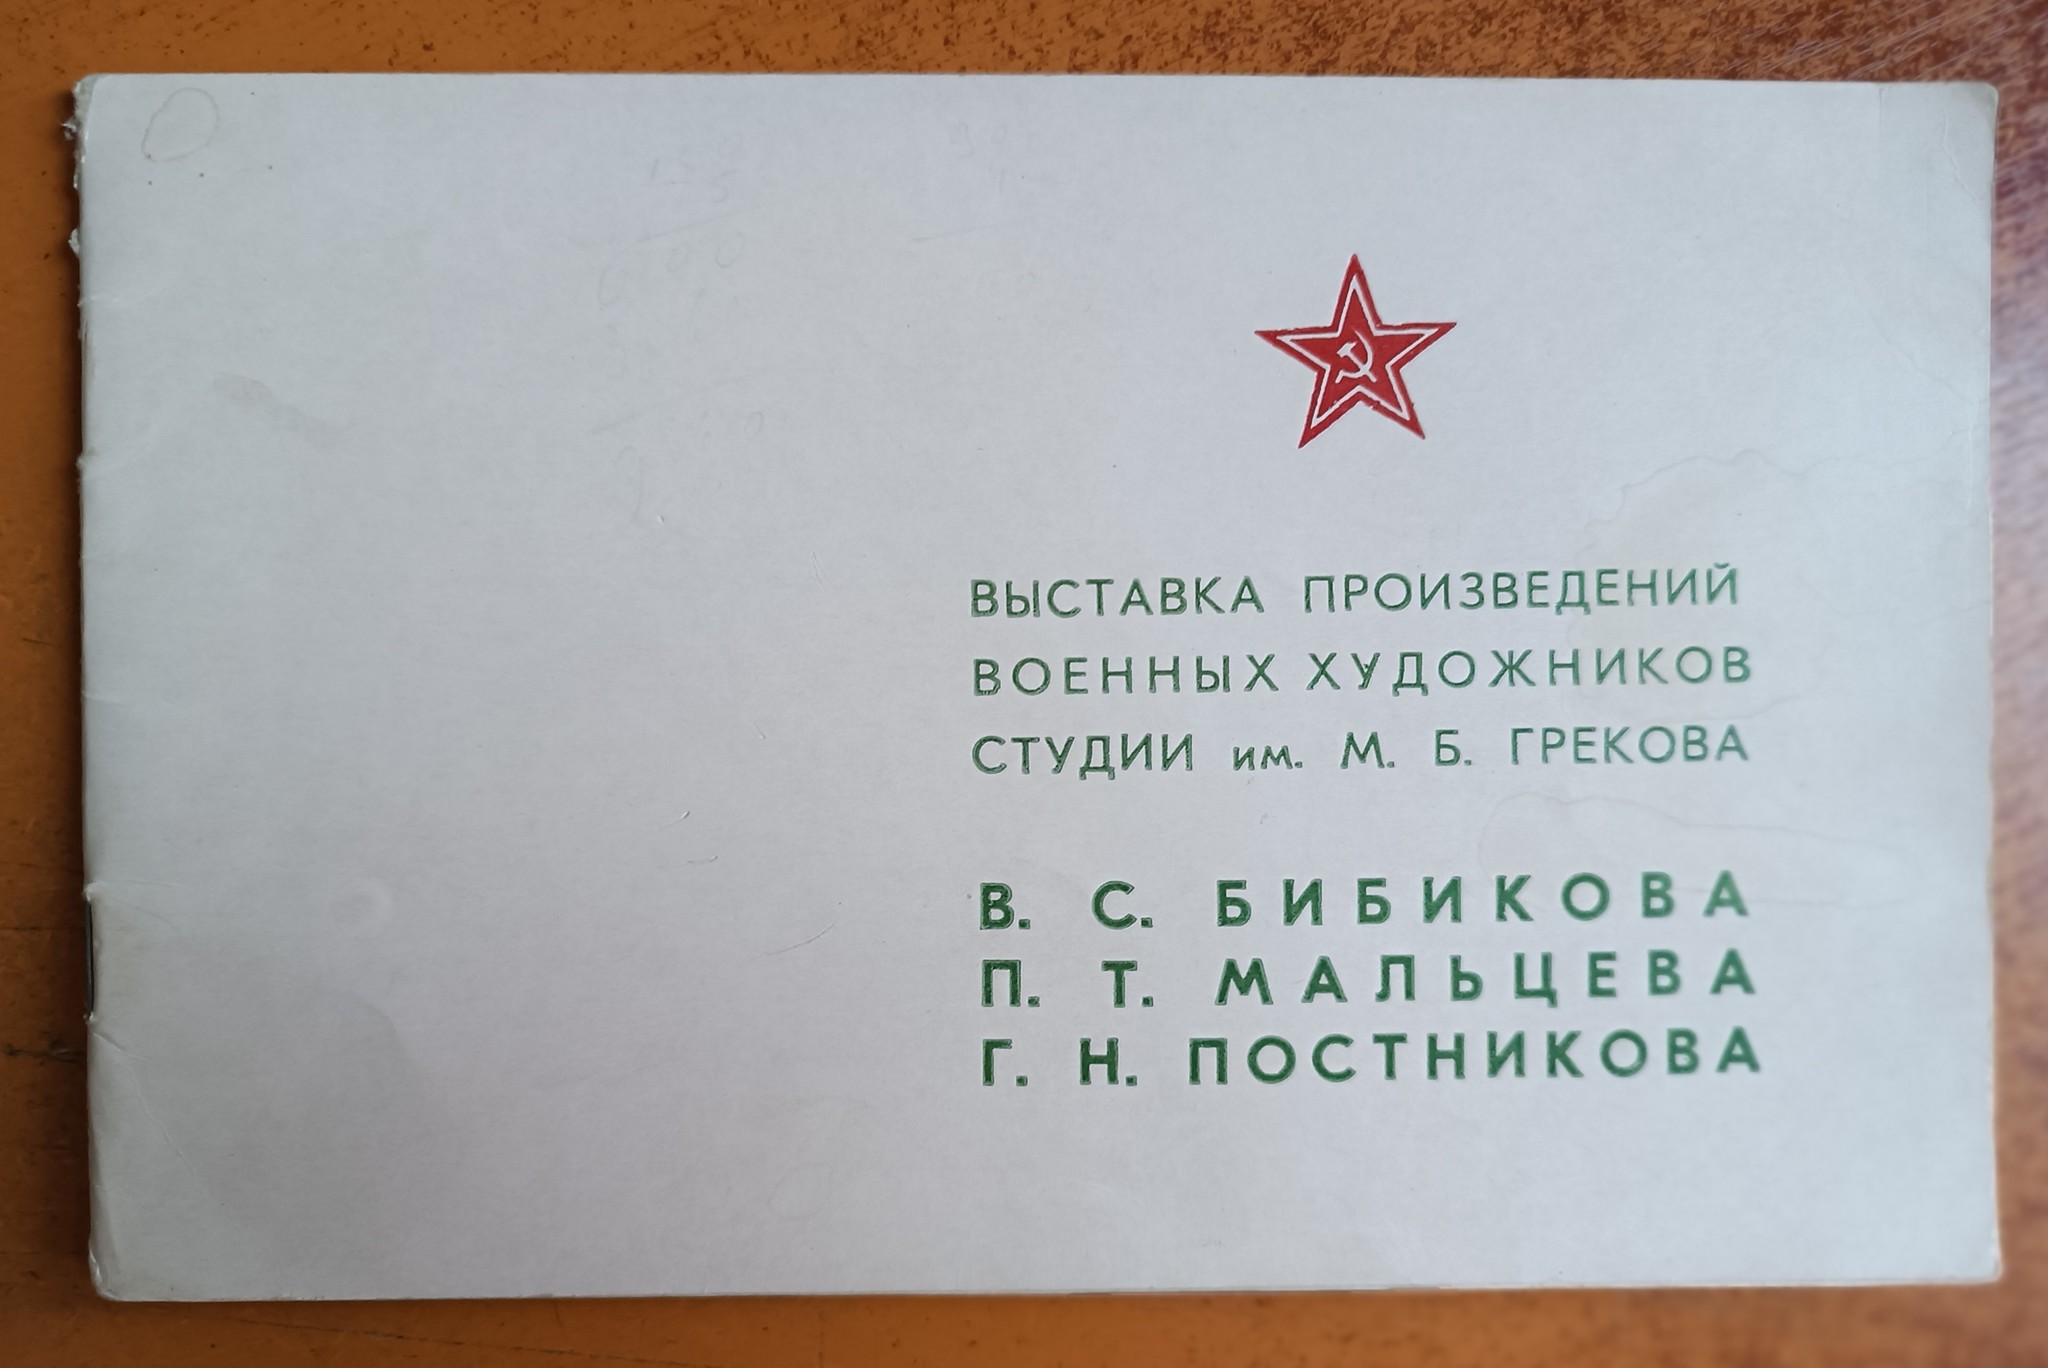 ВЫСТАВКА ПРОИЗВЕДЕНИЙ
ВОЕННЫХ ХУДОЖНИКОВ
СТУДИИ им. М. Б. ГРЕКОВА
В. С. БИБИКОВА
П. Т. МАЛЬЦЕВА
Г. Н. ПОСТНИКОВА